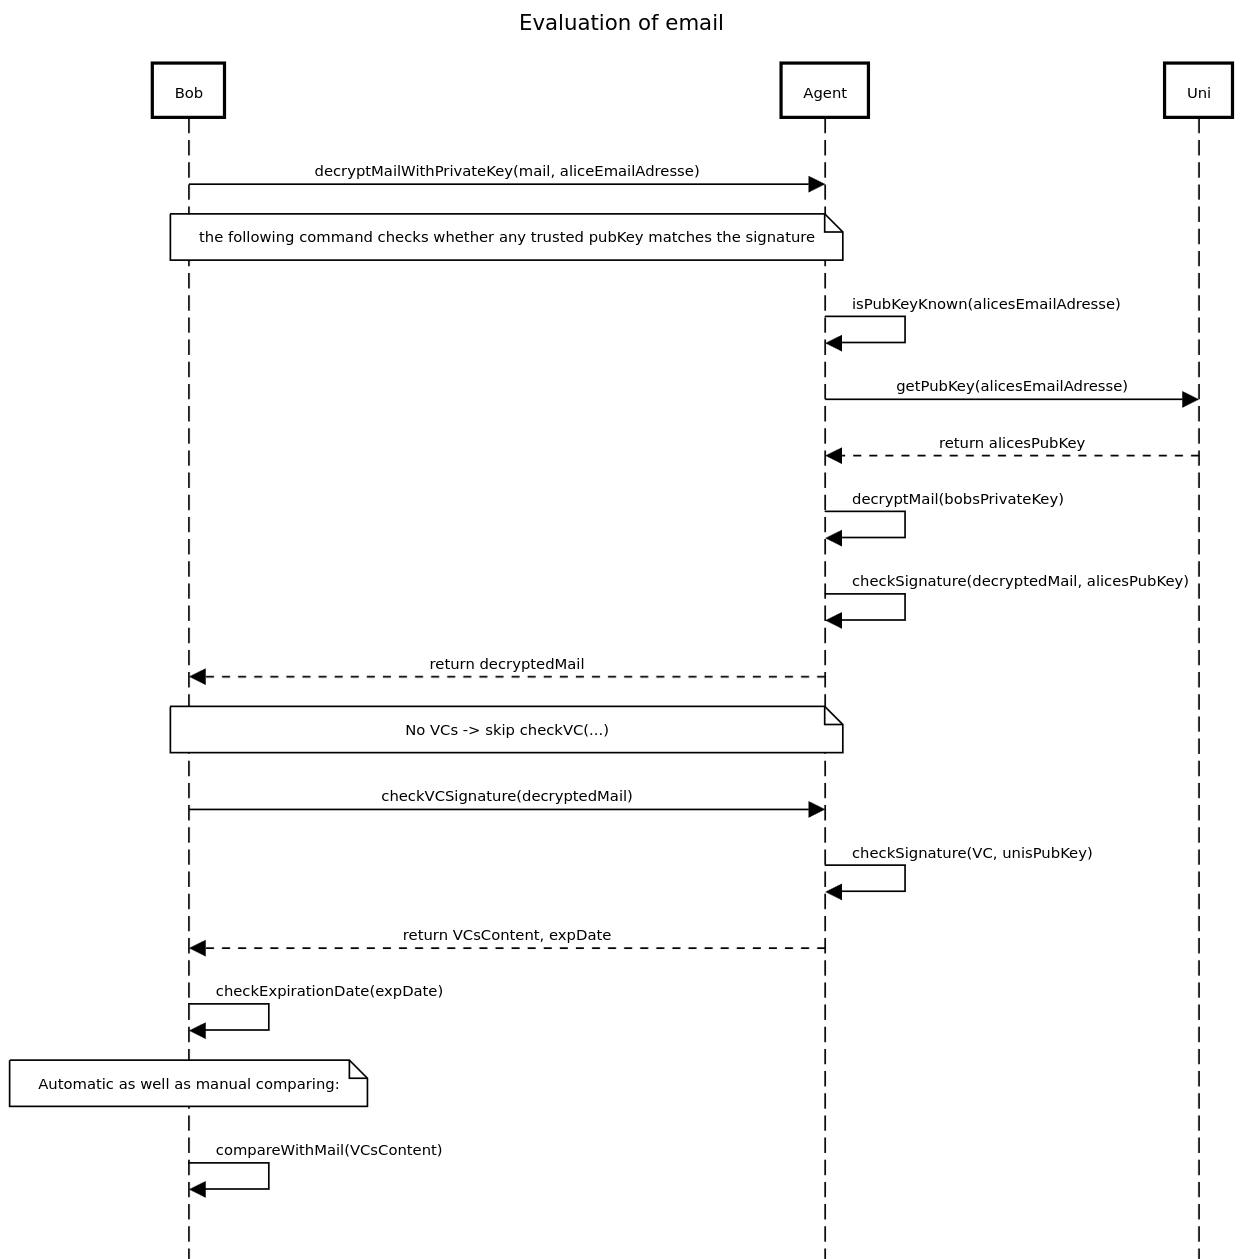 Evaluation of email
Bob
Agent
Uni
decryptMailWithPrivateKey(mail, aliceEmailAdresse)
the following command checks whether any trusted pubKey matches the signature
isPubKeyKnown(alicesEmailAdresse)
getPubKey(alicesEmailAdresse)
return alicesPubKey
decryptMail(bobsPrivateKey)
checkSignature(decryptedMail, alicesPubKey)
return decryptedMail
No VCs -> skip checkVC(...)
checkVCSignature(decryptedMail)
checkSignature(VC, unisPubKey)
return VCsContent, expDate
checkExpirationDate(expDate)
Automatic as well as manual comparing:
compareWithMail(VCsContent)